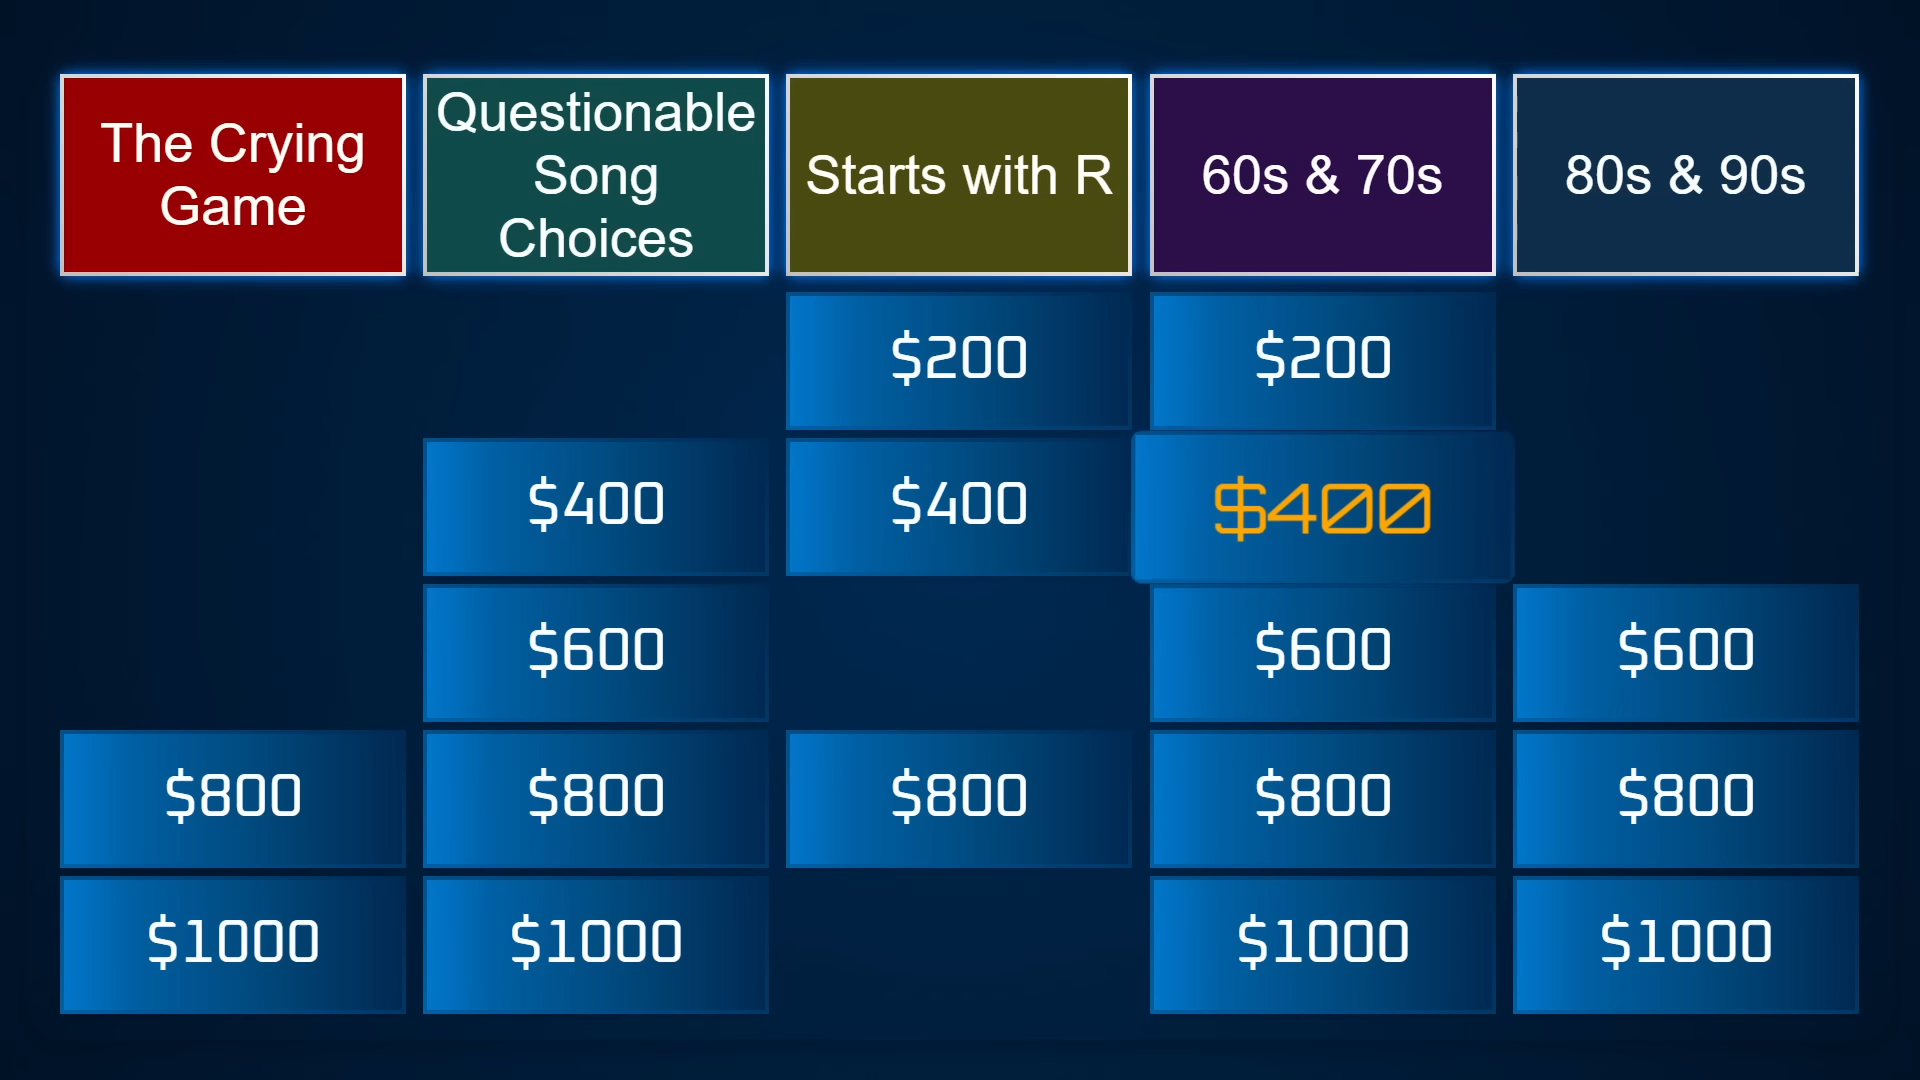 The Crying
Game
Questionable
Song
Choices
Starts with R
60s & 70s
80s & 90s
$200
$200
$400
$400
$400
$600
$600
$600
$800
$800
$800
$800
$800
$1000
$1000
$1000
$1000